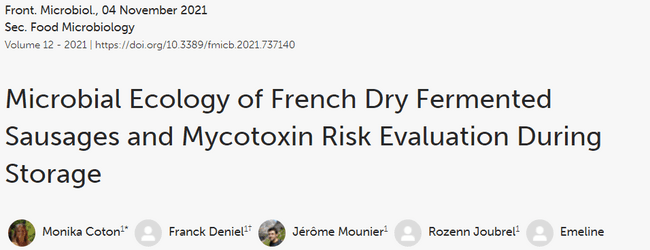 Front. Microbiol., 04 November 2021
Sec. Food Microbiology
Volume 12 - 2021 | https://doi.org/10.3389/fmicb.2021.737140
Microbial Ecology of French Dry Fermented
Sausages and Mycotoxin Risk Evaluation During
Storage
Monika Coton1* Franck Deniel1† Jérôme Mounier1 Rozenn Joubrel1 Emeline